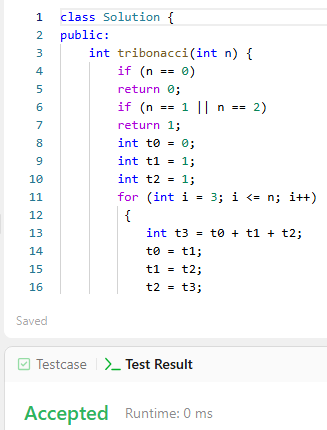 1 class Solution {
2 public:
3 int tribonacci(int n) {
4 if (n == 0)
5 return 0;
6 if (n == 1 || n == 2)
7 return 1;
8 int t0 = 0;
9 int t1 = 1;
10 int t2 = 1;
11 for (int i = 3; i <= n; i++)
12 {
13 int t3 = t0 + t1 + t2;
14 t0 = t1;
15 t1 = t2;
16 t2 = t3;
Saved
Testcase >_ Test Result
Accepted Runtime: 0 ms